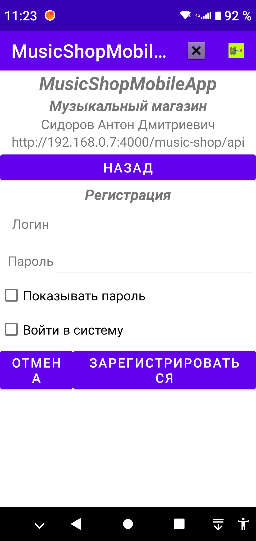 11:23 92 %
MusicShopMobil...
MusicShopMobileApp
Музыкальный магазин
Сидоров Антон Дмитриевич
http://192.168.0.7:4000/music-shop/api
НАЗАД
Регистрация
Логин
Пароль
Показывать пароль
Войти в систему
ОТМЕН
А
ЗАРЕГИСТРИРОВАТЬ
СЯ